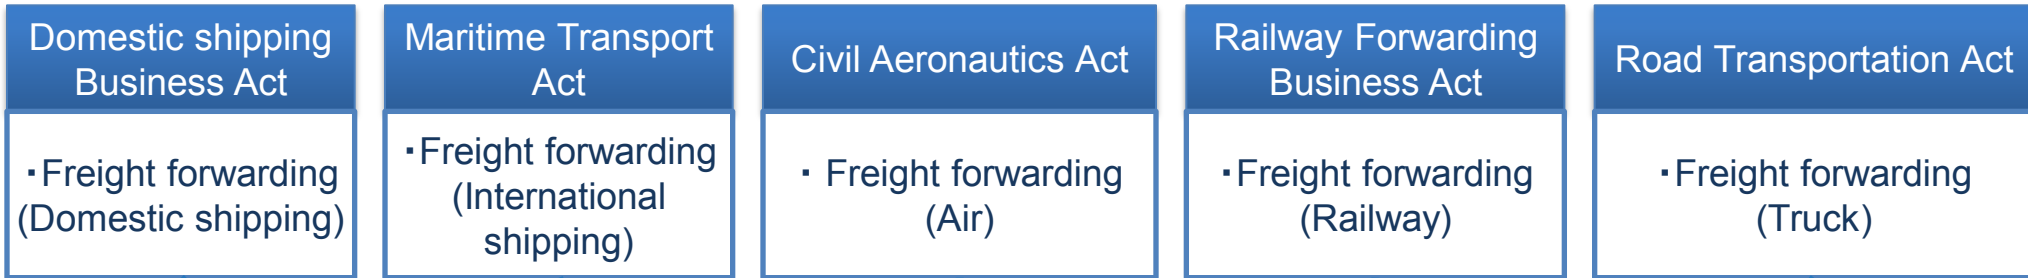 Domestic shipping
Business Act
・Freight forwarding
(Domestic shipping)
Maritime Transport
Act
・Freight forwarding
(International
shipping)
Civil Aeronautics Act
・ Freight forwarding
(Air)
Railway Forwarding
Business Act
・Freight forwarding
(Railway)
Road Transportation Act
・Freight forwarding
(Truck)